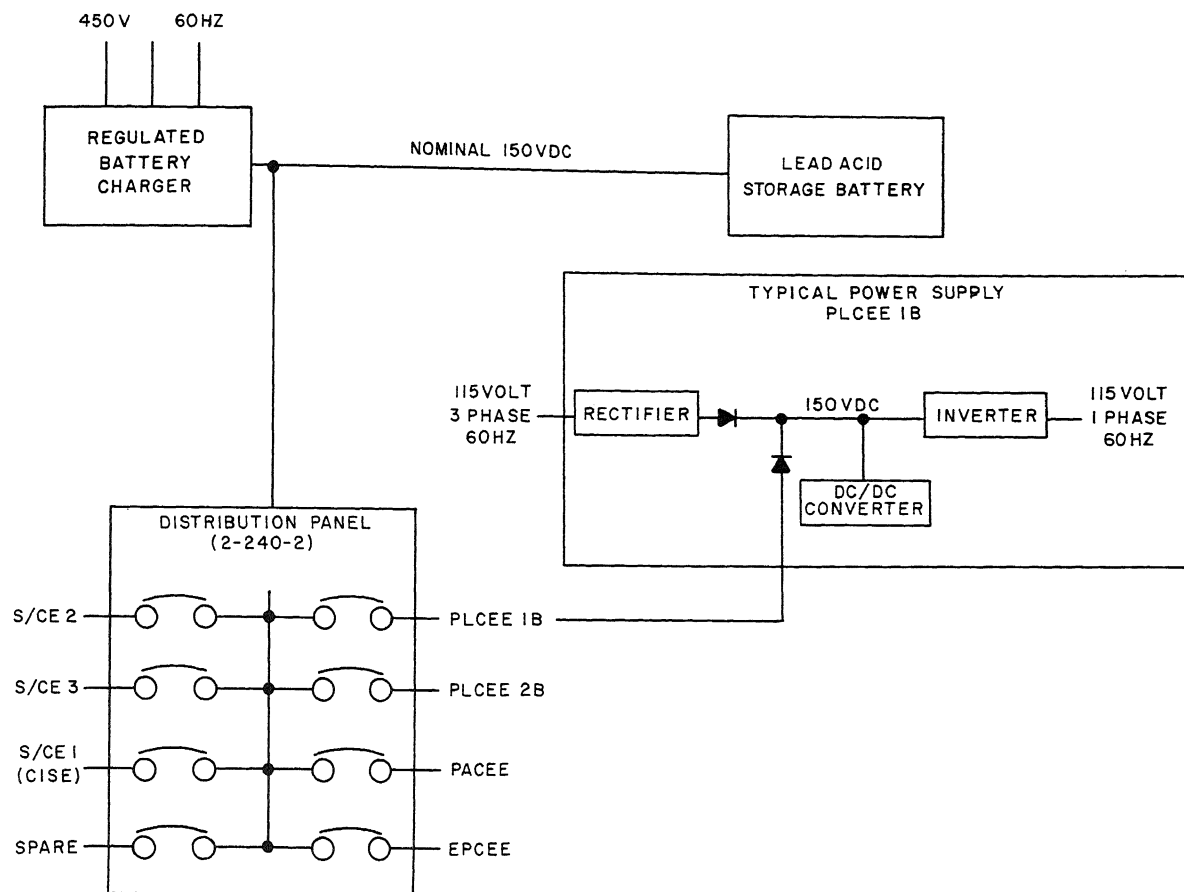 450V 60HZ
REGULATED
BATTERY
CHARGER
NOMINAL 150VDC
LEAD ACID
STORAGE BATTERY
TYPICAL POWER SUPPLY
PLCEE 1B
115VOLT
3 PHASE
60HZ
RECTIFIER
150VDC
INVERTER
115VOLT
1 PHASE
60HZ
DC/DC
CONVERTER
DISTRIBUTION PANEL
(2-240-2)
S/CE 2
PLCEE 1B
S/CE 3
PLCEE 2B
S/CE 1
(CISE)
PACEE
SPARE
EPCEE